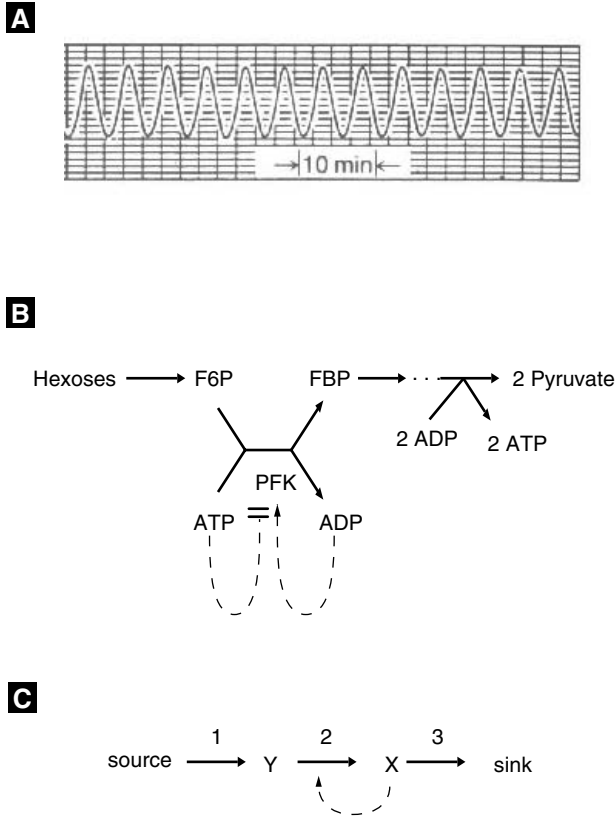 A
10 min
B
Hexoses F6P FBP ··· 2 Pyruvate
2 ADP 2 ATP
PFK
ATP ADP
C
1 2 3
source Y X sink